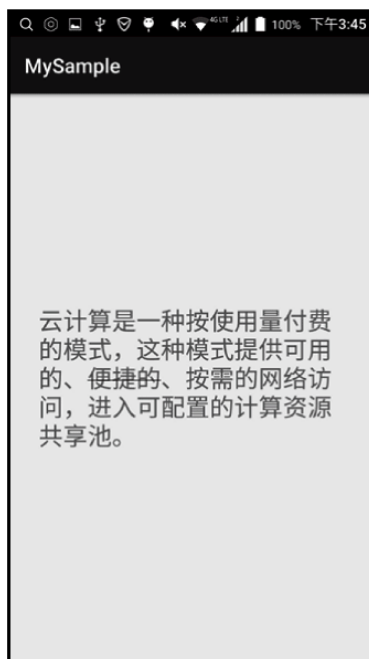 100% 下午3:45
MySample
云计算是一种按使用量付费
的模式，这种模式提供可用
的、便捷的、按需的网络访
问，进入可配置的计算资源
共享池。